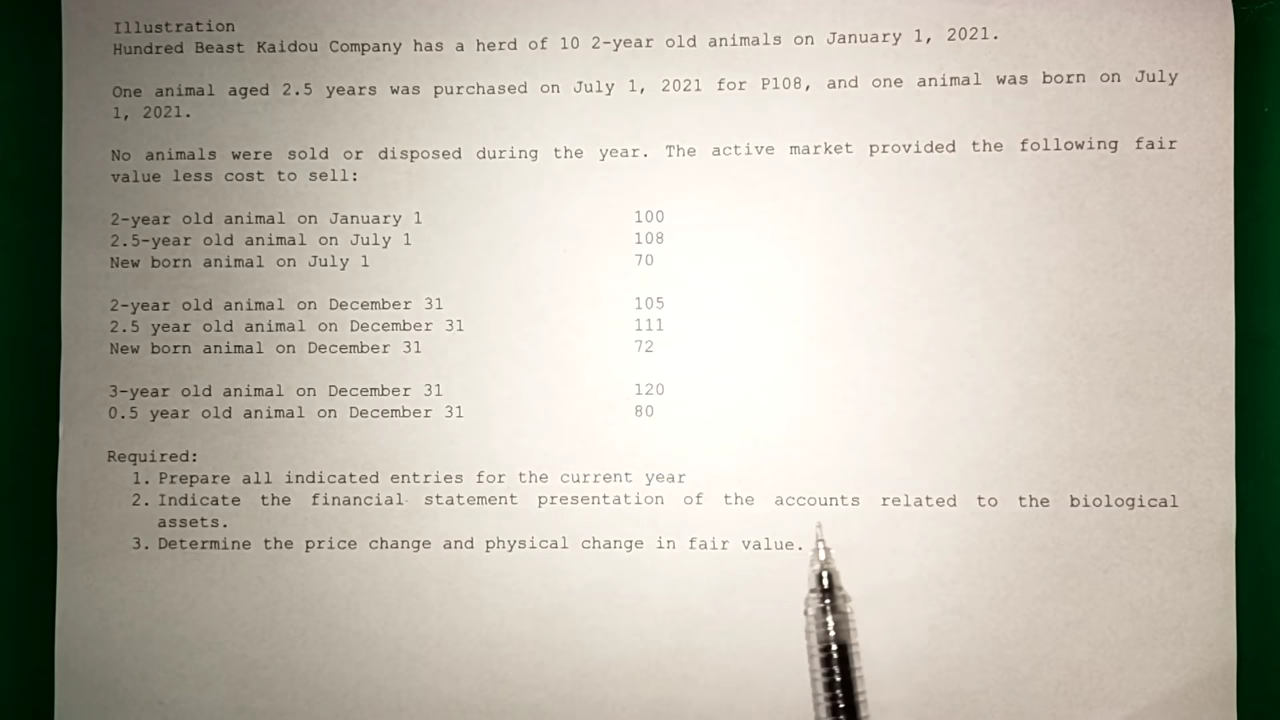 Illustration
Hundred Beast Kaidou Company has a herd of 10 2-year old animals on January 1, 2021.
One animal aged 2.5 years was purchased on July 1, 2021 for P108, and one animal was born on July
1, 2021.
No animals were sold or disposed during the year. The active market provided the following fair
value less cost to sell:
2-year old animal on January 1 100
2.5-year old animal on July 1 108
New born animal on July 1 70
2-year old animal on December 31 105
2.5 year old animal on December 31 111
New born animal on December 31 72
3-year old animal on December 31 120
0.5 year old animal on December 31 80
Required:
1. Prepare all indicated entries for the current year
2. Indicate the financial statement presentation of the accounts related to the biological
assets.
3. Determine the price change and physical change in fair value.